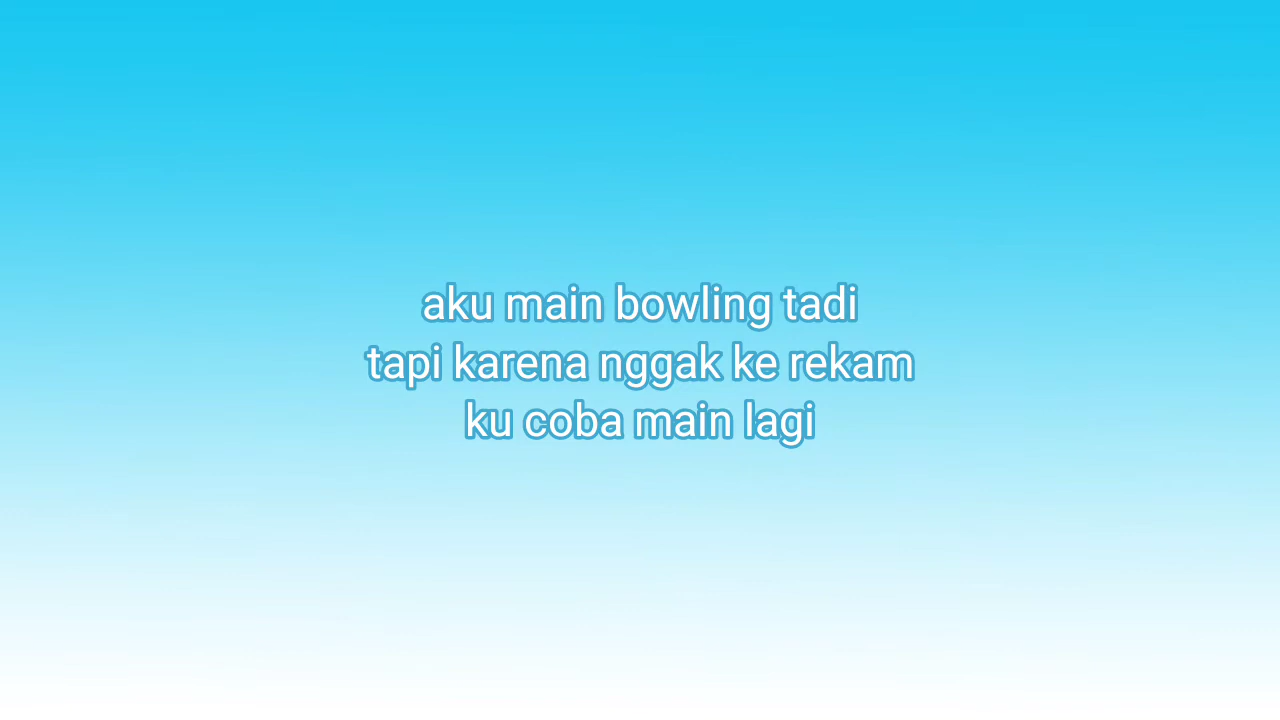 aku main bowling tadi
tapi karena nggak ke rekam
ku coba main lagi